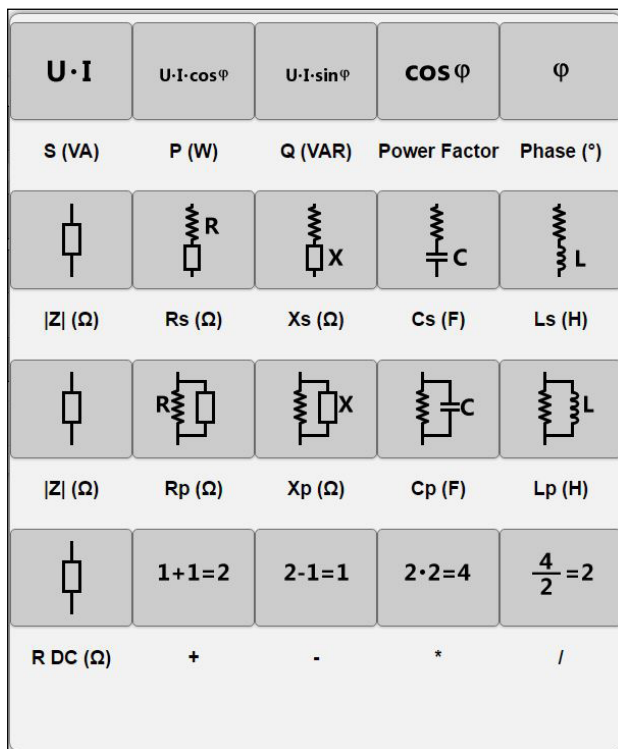 U·I U·I·cosφ U·I·sinφ cosφ φ
S (VA) P (W) Q (VAR) Power Factor Phase (°)
R X C L
|Z| (Ω) Rs (Ω) Xs (Ω) Cs (F) Ls (H)
R X C L
|Z| (Ω) Rp (Ω) Xp (Ω) Cp (F) Lp (H)
1+1=2 2-1=1 2·2=4 4/2=2
R DC (Ω) + - * /